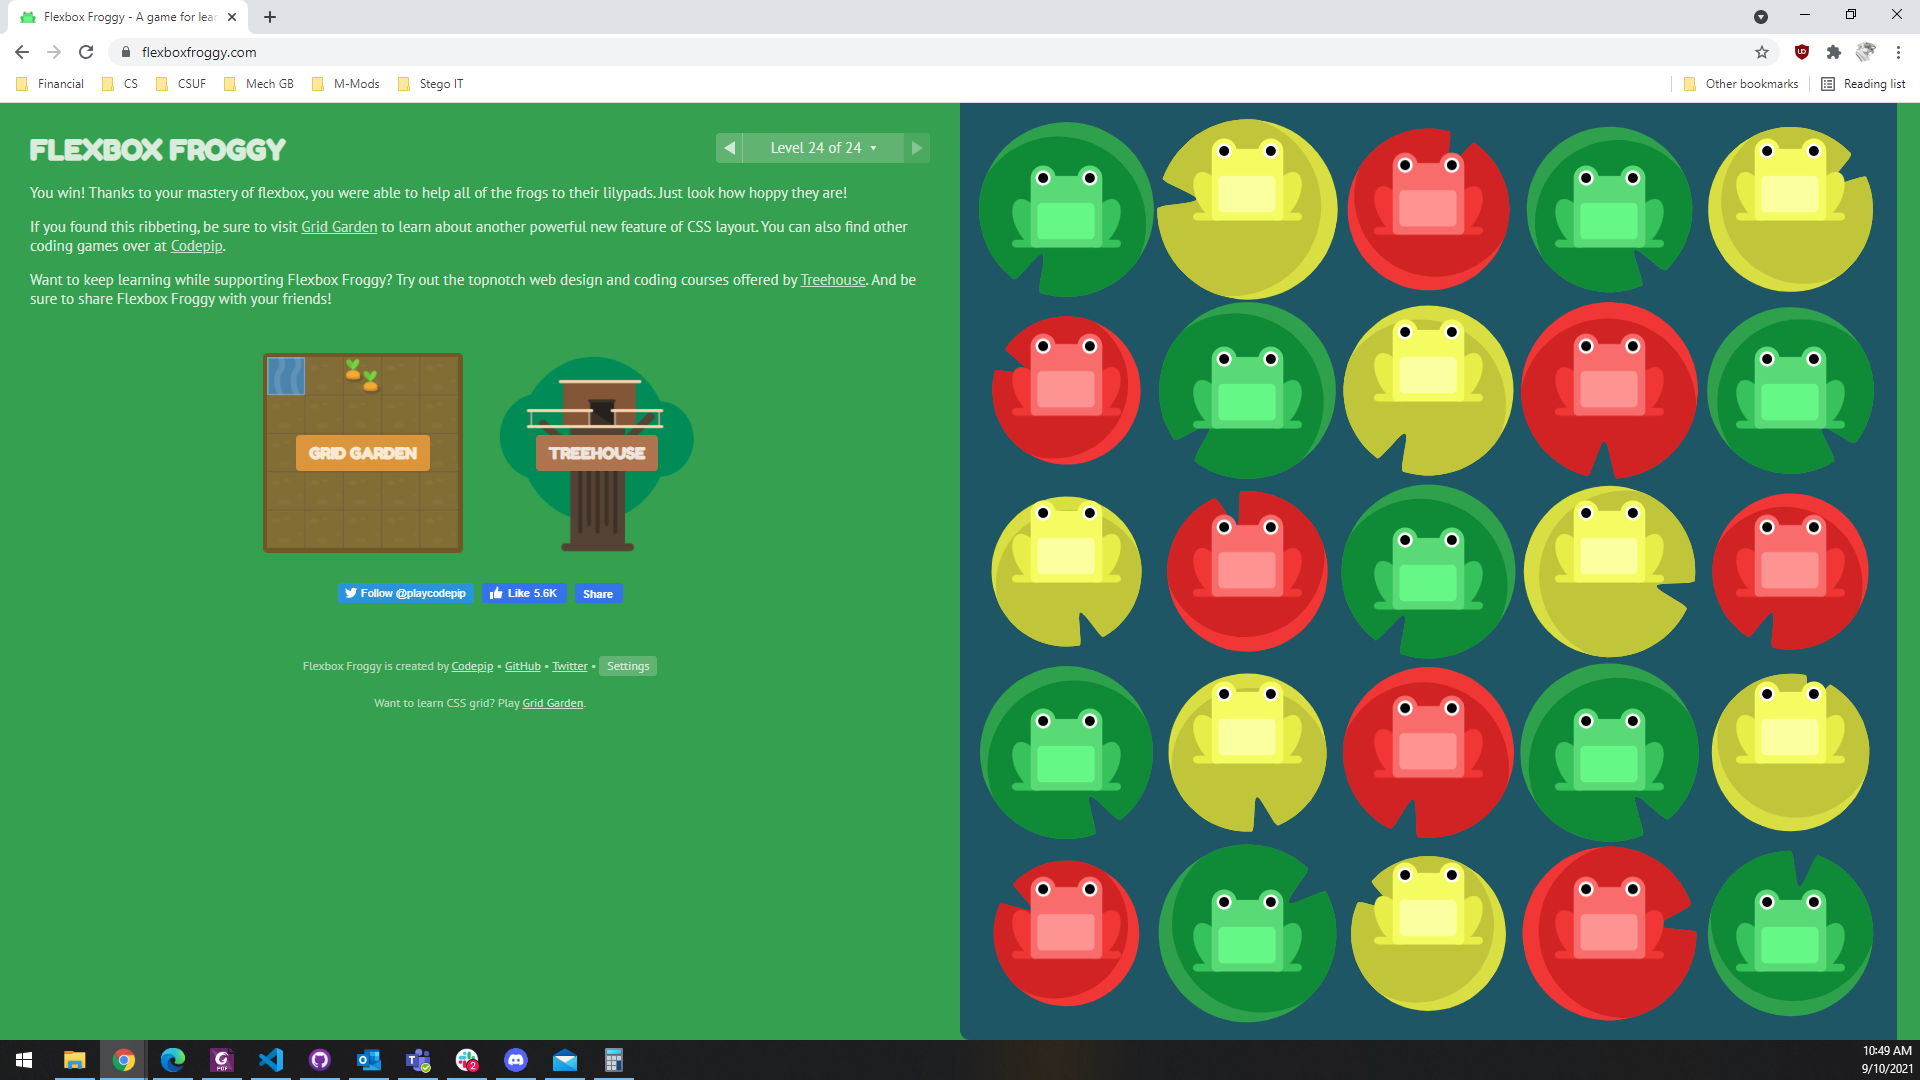 Flexbox Froggy - A game for lear
flexboxfroggy.com
Financial
CS
CSUF
Mech GB
M-Mods
Stego IT
Other bookmarks
Reading list
FLEXBOX FROGGY
Level 24 of 24
You win! Thanks to your mastery of flexbox, you were able to help all of the frogs to their lilypads. Just look how hoppy they are!
If you found this ribbeting, be sure to visit Grid Garden to learn about another powerful new feature of CSS layout. You can also find other
coding games over at Codepip.
Want to keep learning while supporting Flexbox Froggy? Try out the topnotch web design and coding courses offered by Treehouse. And be
sure to share Flexbox Froggy with your friends!
GRID GARDEN
TREEHOUSE
Follow @playcodepip
Like 5.6K
Share
Flexbox Froggy is created by Codepip • GitHub • Twitter • Settings
Want to learn CSS grid? Play Grid Garden.
2
10:49 AM
9/10/2021